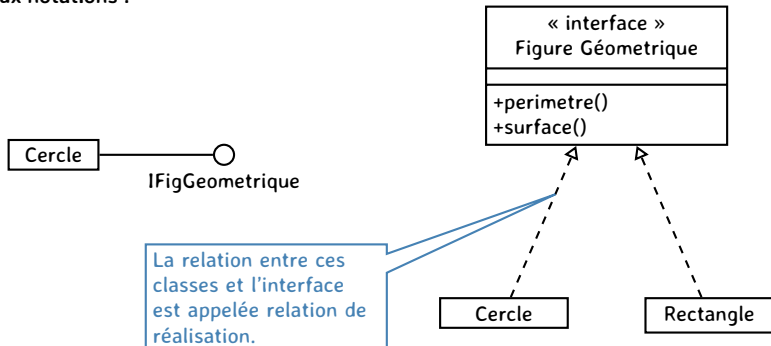 ux notations :
« interface »
Figure Géometrique
+perimetre()
+surface()
Cercle
IFigGeometrique
La relation entre ces
classes et l'interface
est appelée relation de
réalisation.
Cercle
Rectangle